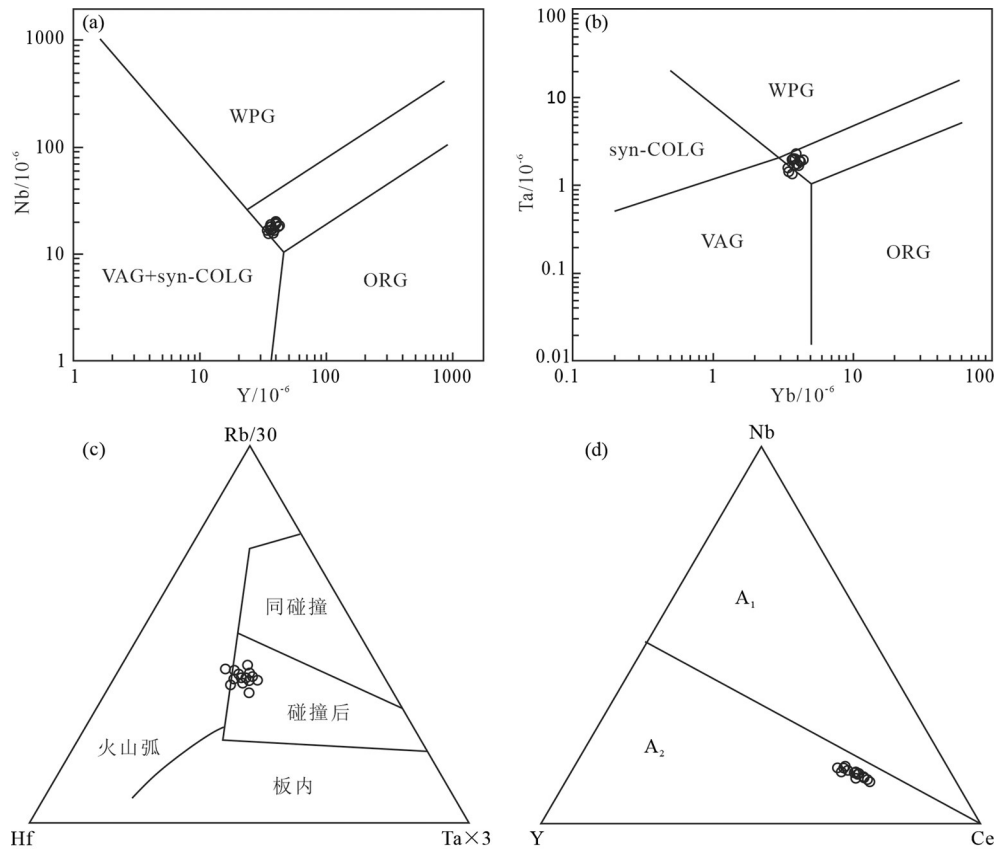 (a)
1000
100
10
1
Nb/10⁻⁶
WPG
VAG+syn-COLG
ORG
1
10
100
1000
Y/10⁻⁶
(b)
100
10
1
0.1
0.01
Ta/10⁻⁶
WPG
syn-COLG
VAG
ORG
0.1
1
10
100
Yb/10⁻⁶
(c)
Rb/30
同碰撞
碰撞后
火山弧
板内
Hf
Ta×3
(d)
Nb
A₁
A₂
Y
Ce